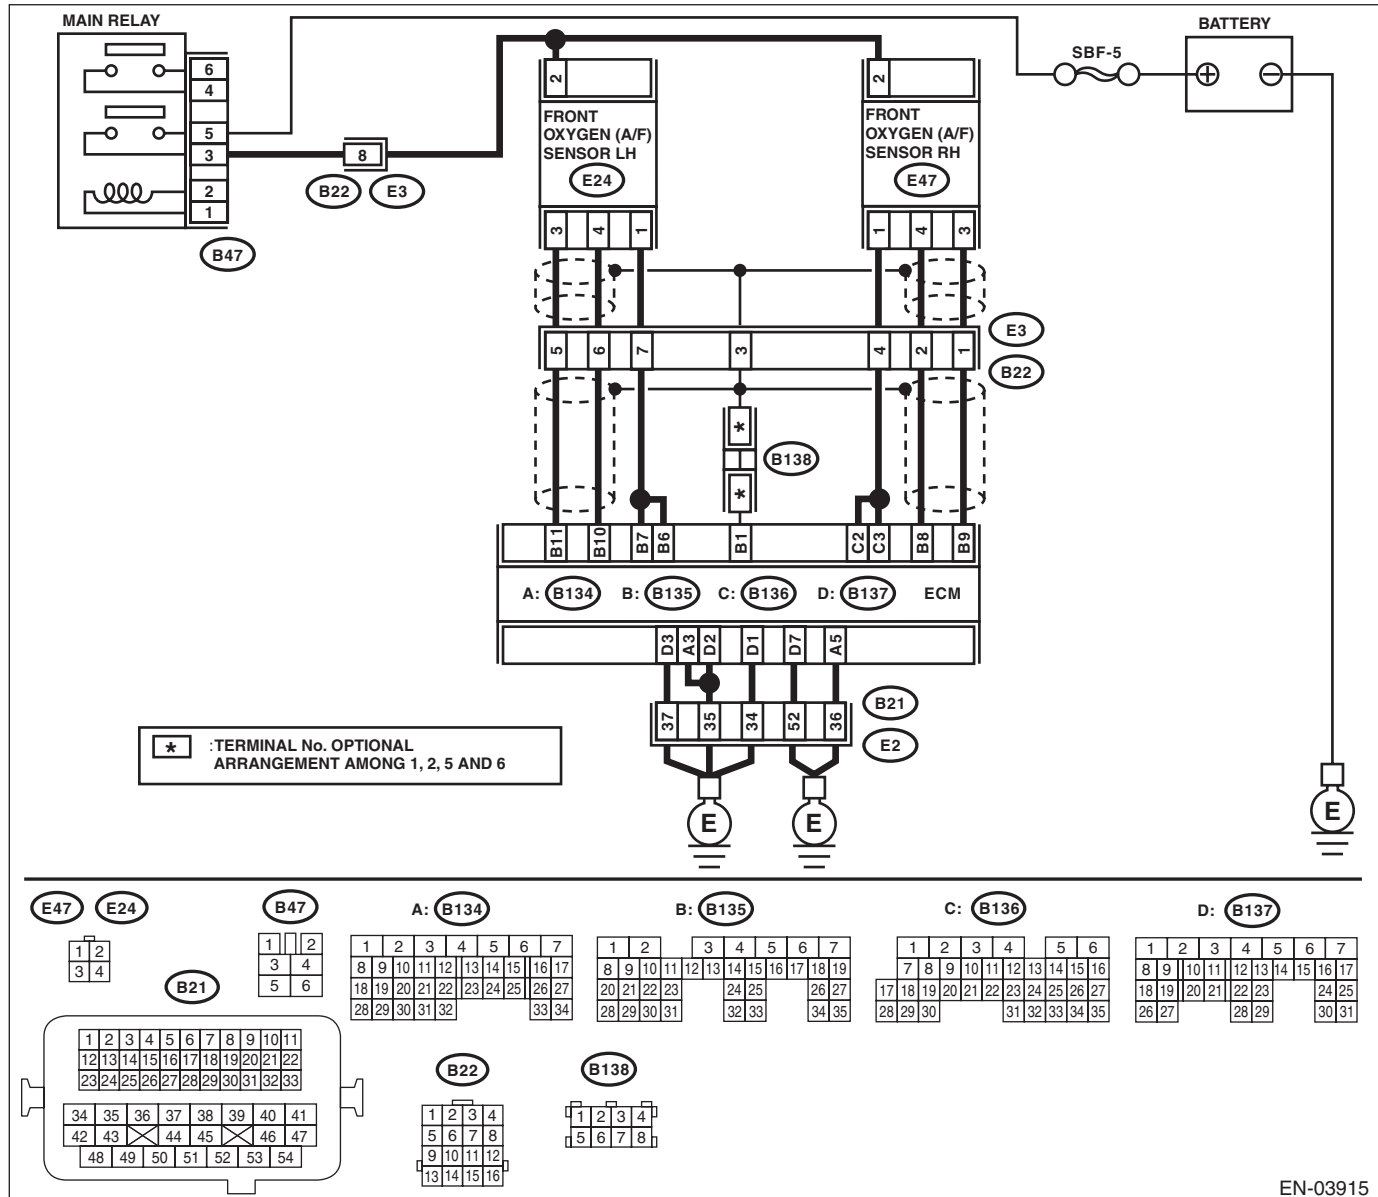 MAIN RELAY
BATTERY
SBF-5
6
4
5
3
2
1
B47
8
B22 E3
2
FRONT
OXYGEN (A/F)
SENSOR LH
E24
3 4 1
2
FRONT
OXYGEN (A/F)
SENSOR RH
E47
1 4 3
E3
5 6 7 3 4 2 1
B22
*
B138
*
B11 B10 B7 B6 B1 C2 C3 B8 B9
A: B134 B: B135 C: B136 D: B137 ECM
D3 A3 D2 D1 D7 A5
B21
37 35 34 52 36
E2
* :TERMINAL No. OPTIONAL
ARRANGEMENT AMONG 1, 2, 5 AND 6
E E E
E47 E24
1 2
3 4
B47
1 2
3 4
5 6
A: B134
1 2 3 4 5 6 7
8 9 10 11 12 13 14 15 16 17
18 19 20 21 22 23 24 25 26 27
28 29 30 31 32 33 34
B: B135
1 2 3 4 5 6 7
8 9 10 11 12 13 14 15 16 17 18 19
20 21 22 23 24 25 26 27
28 29 30 31 32 33 34 35
C: B136
1 2 3 4 5 6
7 8 9 10 11 12 13 14 15 16
17 18 19 20 21 22 23 24 25 26 27
28 29 30 31 32 33 34 35
D: B137
1 2 3 4 5 6 7
8 9 10 11 12 13 14 15 16 17
18 19 20 21 22 23 24 25
26 27 28 29 30 31
B21
1 2 3 4 5 6 7 8 9 10 11
12 13 14 15 16 17 18 19 20 21 22
23 24 25 26 27 28 29 30 31 32 33
34 35 36 37 38 39 40 41
42 43 44 45 46 47
48 49 50 51 52 53 54
B22
1 2 3 4
5 6 7 8
9 10 11 12
13 14 15 16
B138
1 2 3 4
5 6 7 8
EN-03915